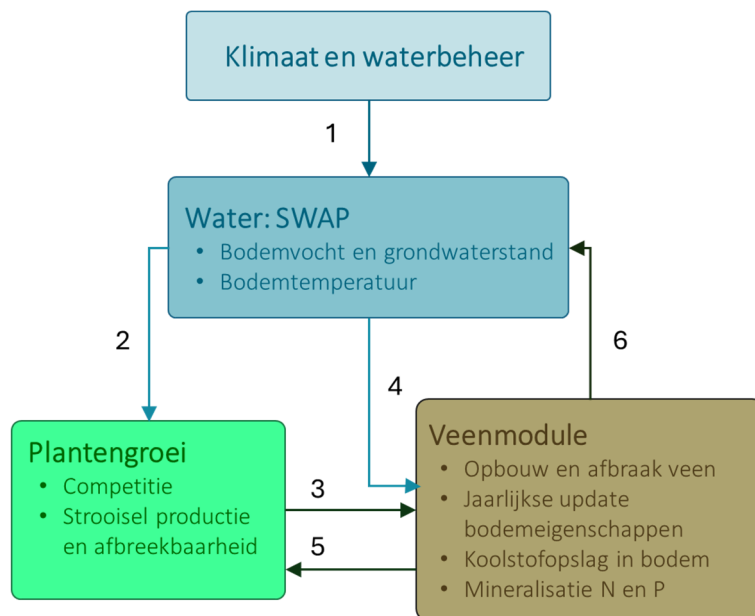 Klimaat en waterbeheer
1
Water: SWAP
• Bodemvocht en grondwaterstand
• Bodemtemperatuur
2
4
6
Plantengroei
• Competitie
• Strooisel productie
en afbreekbaarheid
3
5
Veenmodule
• Opbouw en afbraak veen
• Jaarlijkse update
bodemeigenschappen
• Koolstofopslag in bodem
• Mineralisatie N en P